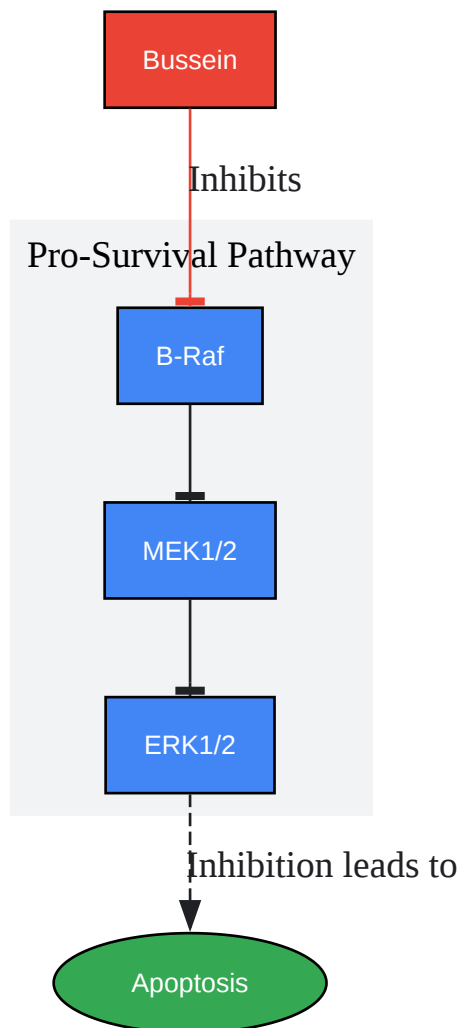 Bussein
Inhibits
Pro-Survival Pathway
B-Raf
MEK1/2
ERK1/2
Inhibition leads to
Apoptosis